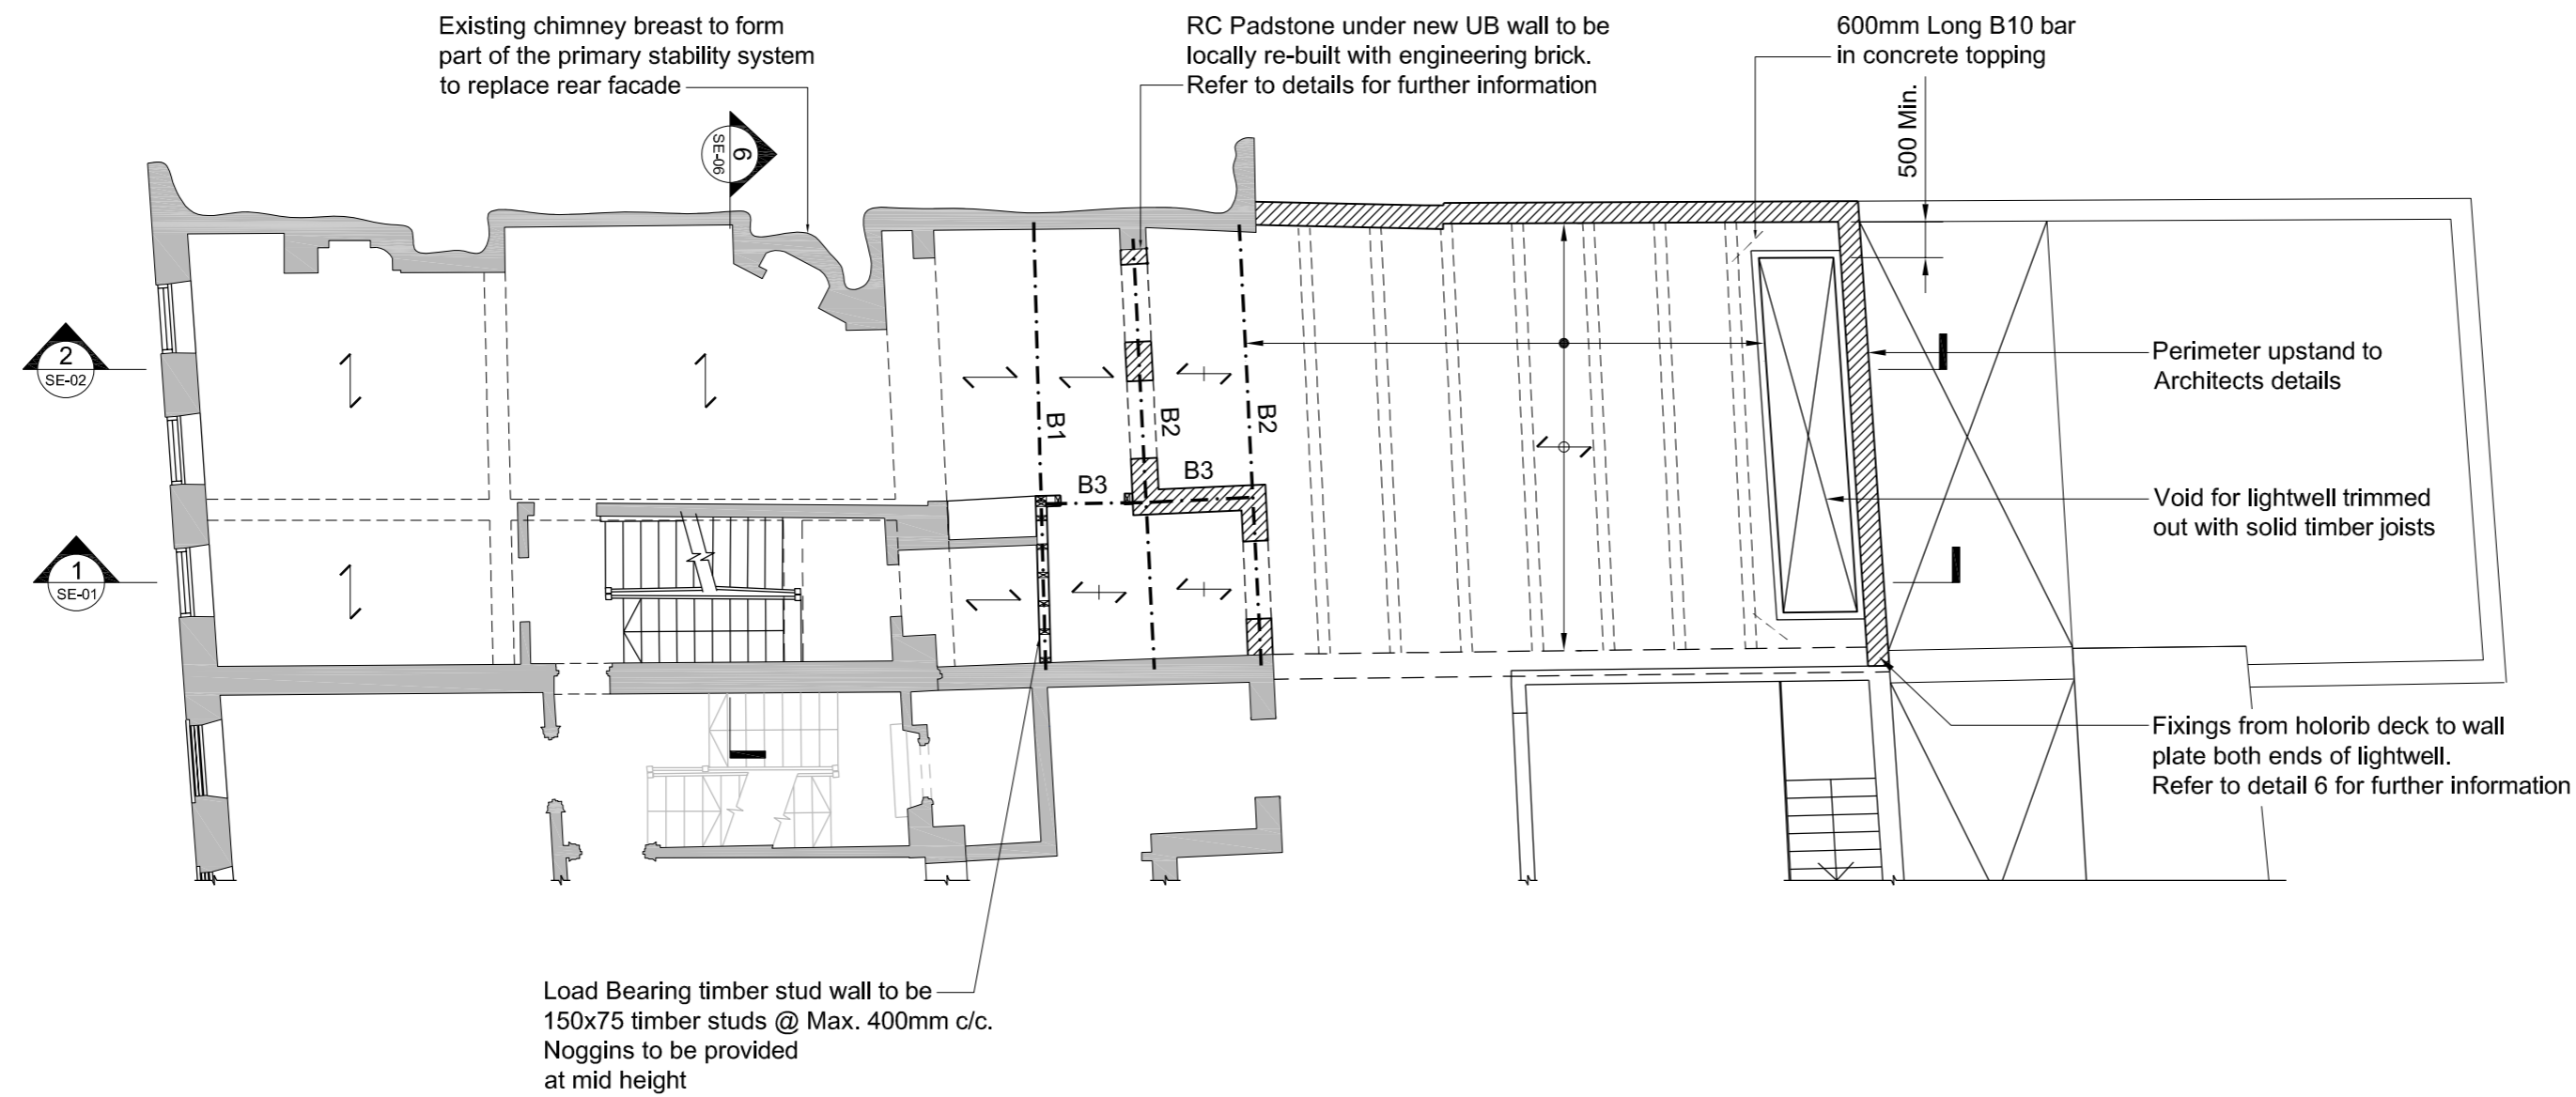 Existing chimney breast to form
part of the primary stability system
to replace rear facade
RC Padstone under new UB wall to be
locally re-built with engineering brick.
Refer to details for further information
600mm Long B10 bar
in concrete topping
500 Min.
6
SE-06
2
SE-02
1
SE-01
B1
B2
B2
B3
B3
Perimeter upstand to
Architects details
Void for lightwell trimmed
out with solid timber joists
Fixings from holorib deck to wall
plate both ends of lightwell.
Refer to detail 6 for further information
Load Bearing timber stud wall to be
150x75 timber studs @ Max. 400mm c/c.
Noggins to be provided
at mid height